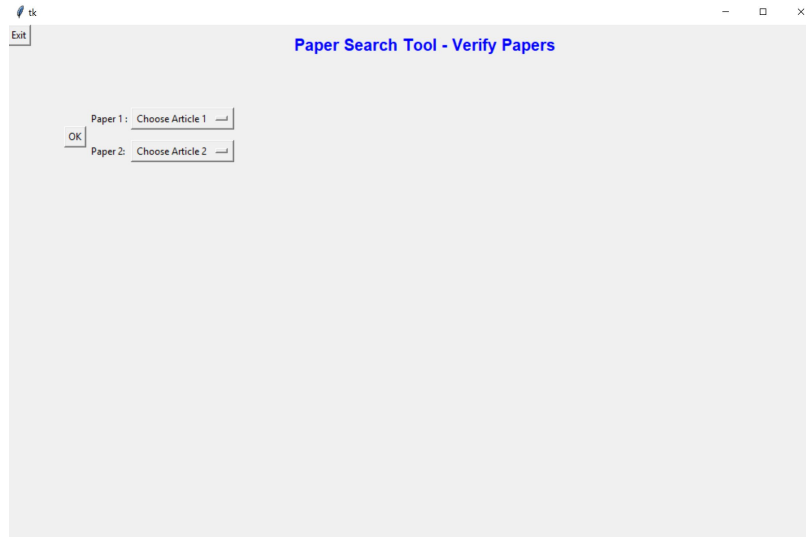 tk
Exit
Paper Search Tool - Verify Papers
Paper 1 : Choose Article 1
OK
Paper 2: Choose Article 2